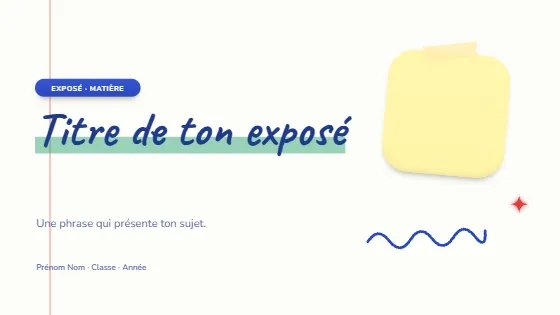 EXPOSÉ · MATIÈRE
Titre de ton exposé
Une phrase qui présente ton sujet.
Prénom Nom · Classe · Année